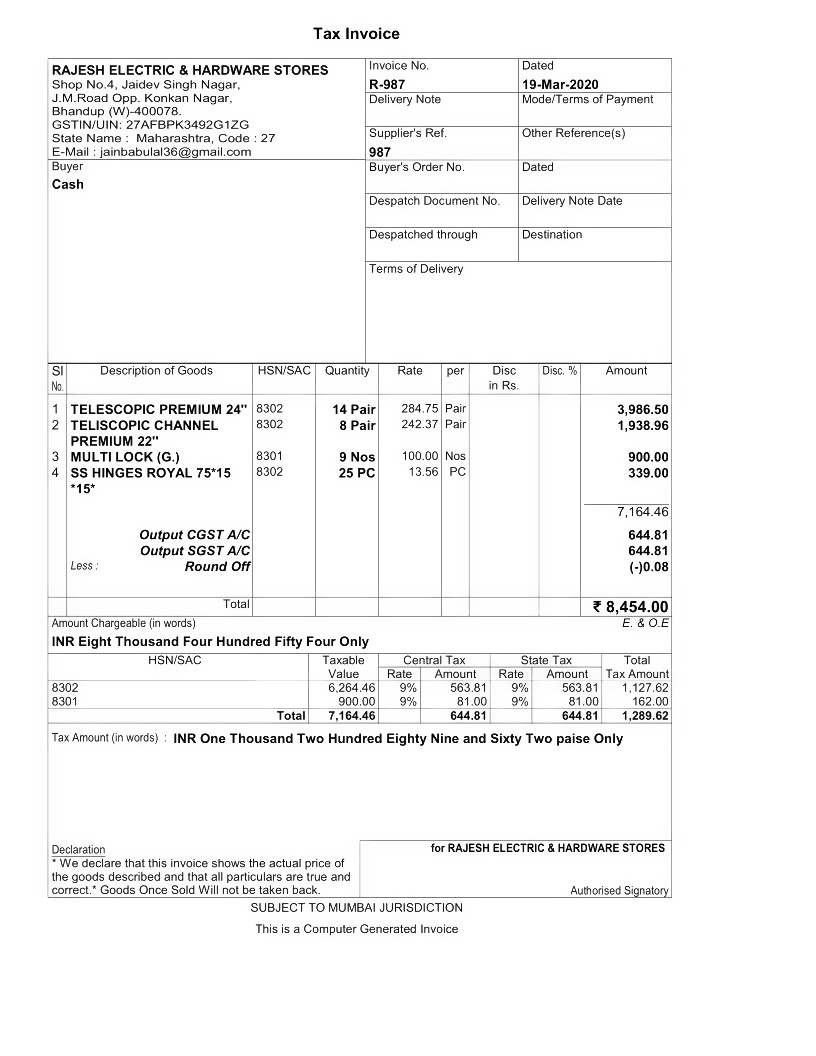 Tax Invoice
RAJESH ELECTRIC & HARDWARE STORES
Shop No.4, Jaidev Singh Nagar,
J.M.Road Opp. Konkan Nagar,
Bhandup (W)-400078.
GSTIN/UIN: 27AFBPK3492G1ZG
State Name : Maharashtra, Code : 27
E-Mail : jainbabulal36@gmail.com
Invoice No. Dated
R-987 19-Mar-2020
Delivery Note Mode/Terms of Payment
Supplier's Ref. Other Reference(s)
987
Buyer
Cash
Buyer's Order No. Dated
Despatch Document No. Delivery Note Date
Despatched through Destination
Terms of Delivery
Sl No. Description of Goods HSN/SAC Quantity Rate per Disc in Rs. Disc. % Amount
1 TELESCOPIC PREMIUM 24" 8302 14 Pair 284.75 Pair 3,986.50
2 TELISCOPIC CHANNEL 8302 8 Pair 242.37 Pair 1,938.96
PREMIUM 22"
3 MULTI LOCK (G.) 8301 9 Nos 100.00 Nos 900.00
4 SS HINGES ROYAL 75*15 8302 25 PC 13.56 PC 339.00
*15*
7,164.46
Output CGST A/C 644.81
Output SGST A/C 644.81
Less : Round Off (-)0.08
Total ₹ 8,454.00
Amount Chargeable (in words) E. & O.E
INR Eight Thousand Four Hundred Fifty Four Only
HSN/SAC Taxable Central Tax State Tax Total
Value Rate Amount Rate Amount Tax Amount
8302 6,264.46 9% 563.81 9% 563.81 1,127.62
8301 900.00 9% 81.00 9% 81.00 162.00
Total 7,164.46 644.81 644.81 1,289.62
Tax Amount (in words) : INR One Thousand Two Hundred Eighty Nine and Sixty Two paise Only
Declaration
* We declare that this invoice shows the actual price of
the goods described and that all particulars are true and
correct.* Goods Once Sold Will not be taken back.
for RAJESH ELECTRIC & HARDWARE STORES
Authorised Signatory
SUBJECT TO MUMBAI JURISDICTION
This is a Computer Generated Invoice